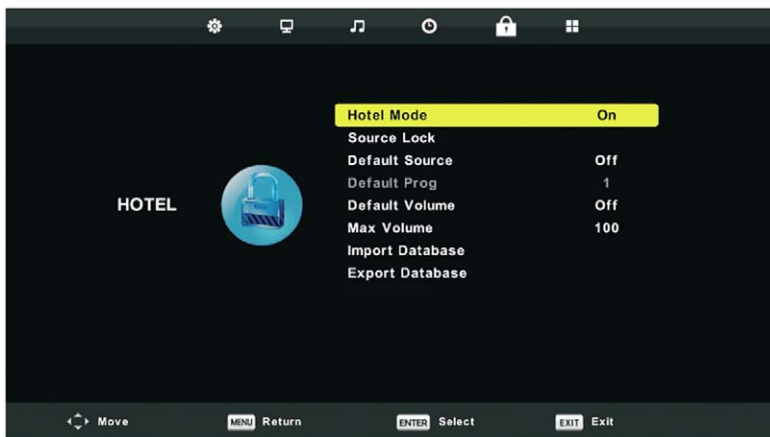 Hotel Mode On
Source Lock
Default Source Off
Default Prog 1
HOTEL
Default Volume Off
Max Volume 100
Import Database
Export Database
Move MENU Return ENTER Select EXIT Exit